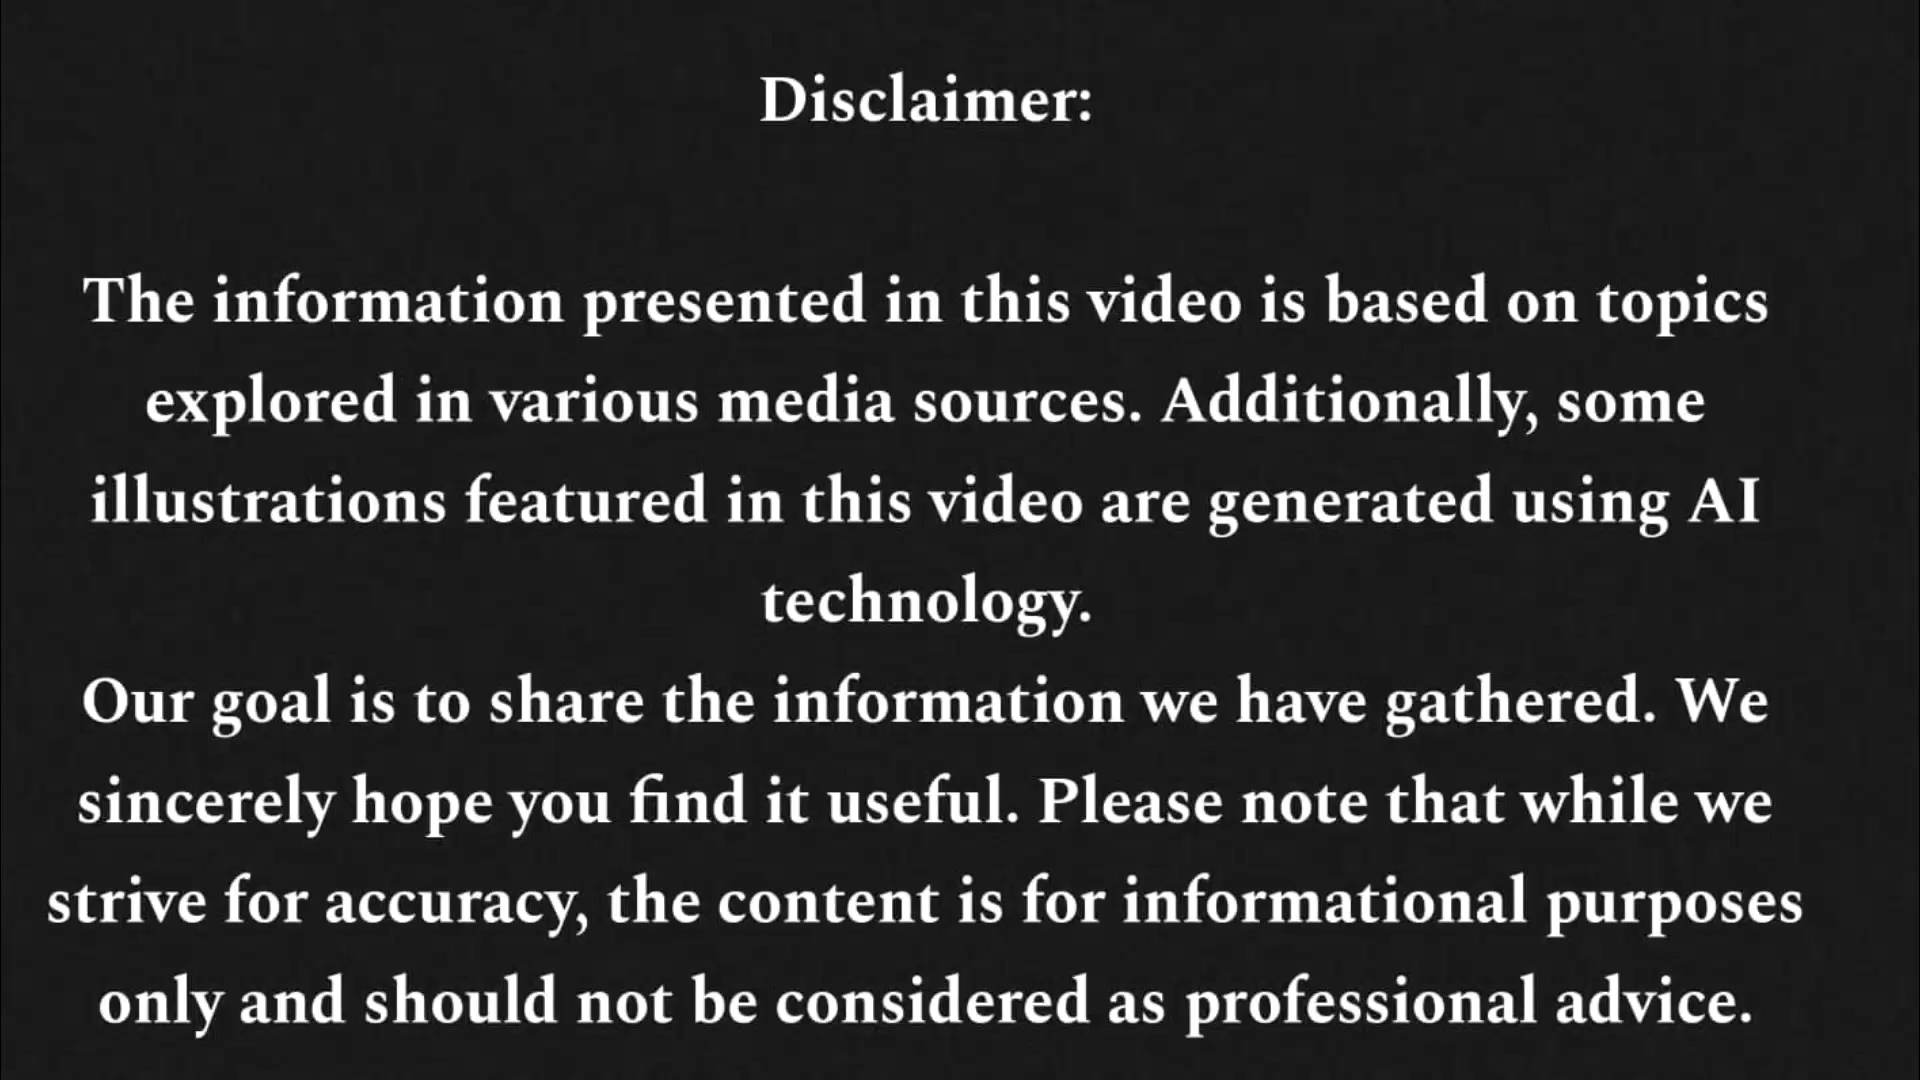 Disclaimer:
The information presented in this video is based on topics
explored in various media sources. Additionally, some
illustrations featured in this video are generated using AI
technology.
Our goal is to share the information we have gathered. We
sincerely hope you find it useful. Please note that while we
strive for accuracy, the content is for informational purposes
only and should not be considered as professional advice.